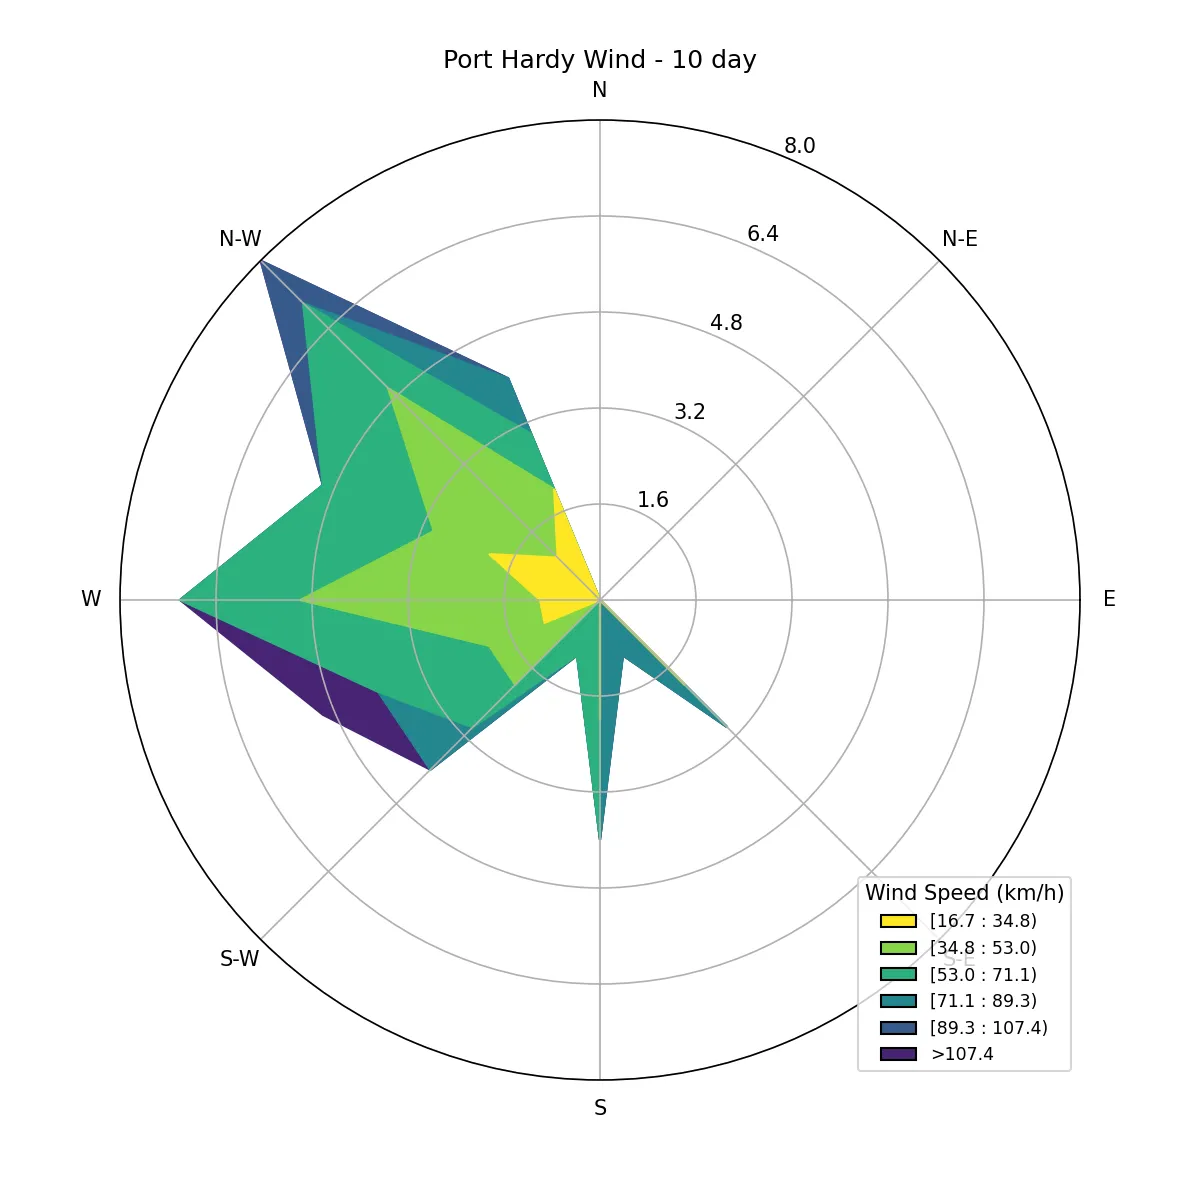 Port Hardy Wind - 10 day
N
8.0
N-W
N-E
6.4
4.8
3.2
1.6
W
E
S-W
S-E
S
Wind Speed (km/h)
[16.7 : 34.8)
[34.8 : 53.0)
[53.0 : 71.1)
[71.1 : 89.3)
[89.3 : 107.4)
>107.4